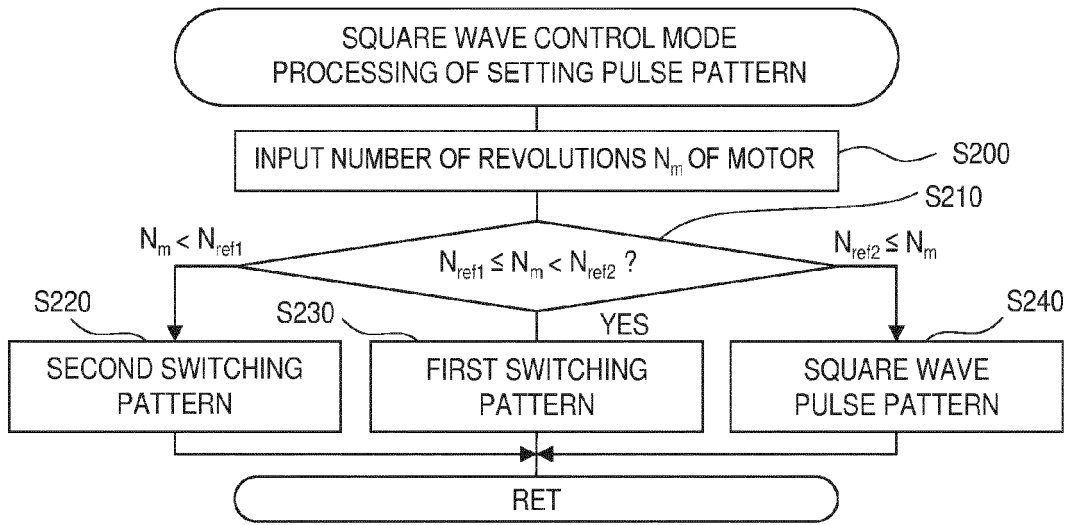 SQUARE WAVE CONTROL MODE
PROCESSING OF SETTING PULSE PATTERN
INPUT NUMBER OF REVOLUTIONS Nm OF MOTOR
S200
S210
Nm < Nref1
Nref1 ≤ Nm < Nref2 ?
Nref2 ≤ Nm
S220
S230
YES
S240
SECOND SWITCHING
PATTERN
FIRST SWITCHING
PATTERN
SQUARE WAVE
PULSE PATTERN
RET